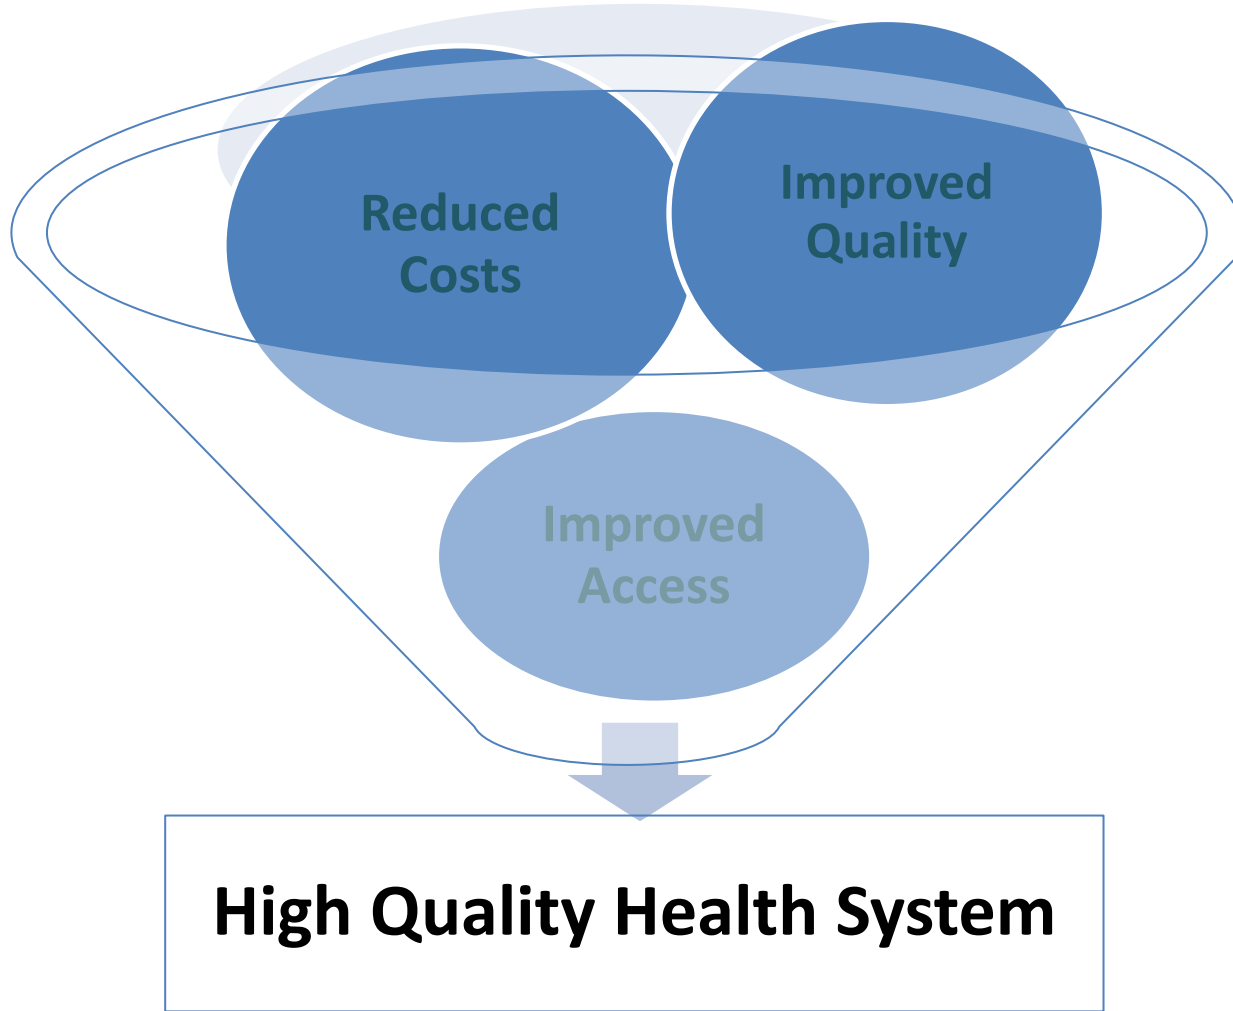 Reduced
Costs
Improved
Quality
Improved
Access
High Quality Health System